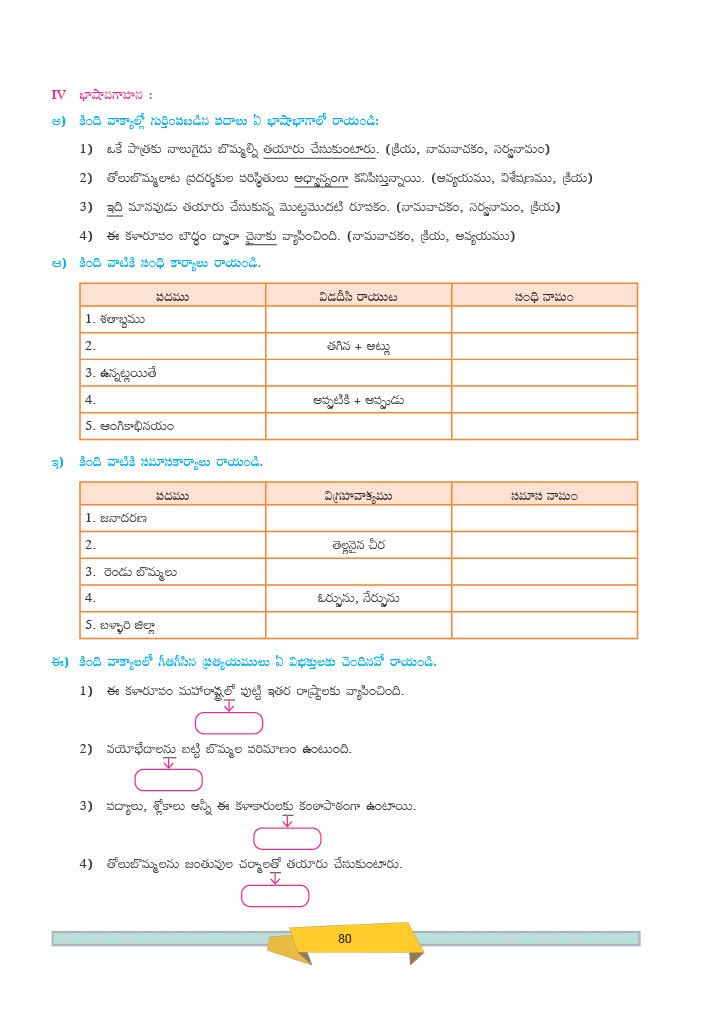 IV భాషావగాహన :
అ) కింది వాక్యాల్లో గుర్తింపబడిన పదాలు ఏ భాషాభాగాలో రాయండి:
1) ఒకే పాత్రకు నాలుగైదు బొమ్మల్ని తయారు చేసుకుంటారు. (క్రియ, నామవాచకం, సర్వనామం)
2) తోలుబొమ్మలాట ప్రదర్శకుల పరిస్థితులు అధ్వాన్నంగా కనిపిస్తున్నాయి. (అవ్యయము, విశేషణము, క్రియ)
3) ఇది మానవుడు తయారు చేసుకున్న మొట్టమొదటి రూపకం. (నామవాచకం, సర్వనామం, క్రియ)
4) ఈ కళారూపం బౌద్ధం ద్వారా చైనాకు వ్యాపించింది. (నామవాచకం, క్రియ, అవ్యయము)
ఆ) కింది వాటికి సంధి కార్యాలు రాయండి.
పదము విడదీసి రాయుట సంధి నామం
1. శతాబ్దము
2. తగిన + అట్లు
3. ఉన్నట్లయితే
4. అప్పటికి + అప్పుడు
5. ఆంగికాభినయం
ఇ) కింది వాటికి సమాసకార్యాలు రాయండి.
పదము విగ్రహవాక్యము సమాస నామం
1. జనాదరణ
2. తెల్లనైన చీర
3. రెండు బొమ్మలు
4. ఓర్పును, నేర్పును
5. బళ్ళారి జిల్లా
ఈ) కింది వాక్యాలలో గీతగీసిన ప్రత్యయములు ఏ విభక్తులకు చెందినవో రాయండి.
1) ఈ కళారూపం మహారాష్ట్రలో పుట్టి ఇతర రాష్ట్రాలకు వ్యాపించింది.
2) వయోభేదాలను బట్టి బొమ్మల పరిమాణం ఉంటుంది.
3) పద్యాలు, శ్లోకాలు అన్నీ ఈ కళాకారులకు కంఠాపాఠంగా ఉంటాయి.
4) తోలుబొమ్మలను జంతువుల చర్మాలతో తయారు చేసుకుంటారు.
80